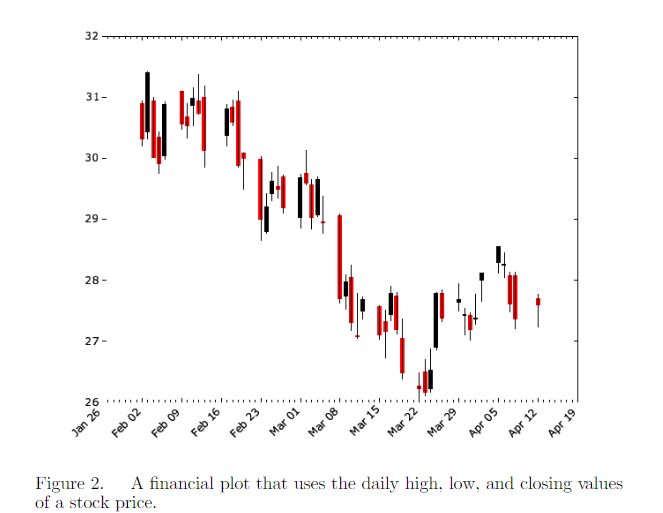 32
31
30
29
28
27
26
Jan 26
Feb 02
Feb 09
Feb 16
Feb 23
Mar 01
Mar 08
Mar 15
Mar 22
Mar 29
Apr 05
Apr 12
Apr 19
Figure 2. A financial plot that uses the daily high, low, and closing values
of a stock price.